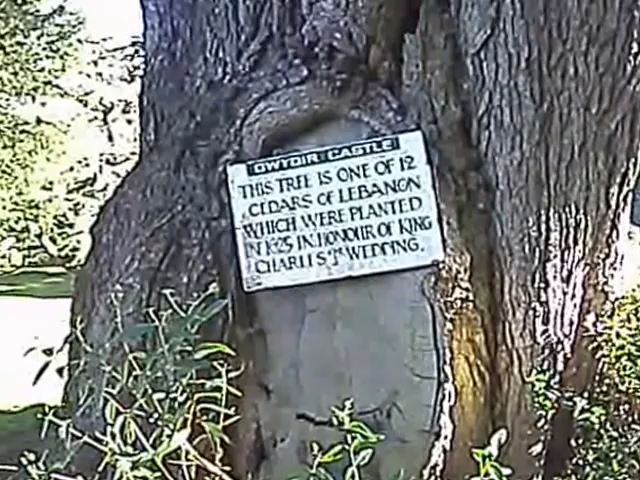 GWYDIR CASTLE
THIS TREE IS ONE OF 12
CEDARS OF LEBANON
WHICH WERE PLANTED
IN 1625 IN HONOUR OF KING
CHARLES 1ST WEDDING.